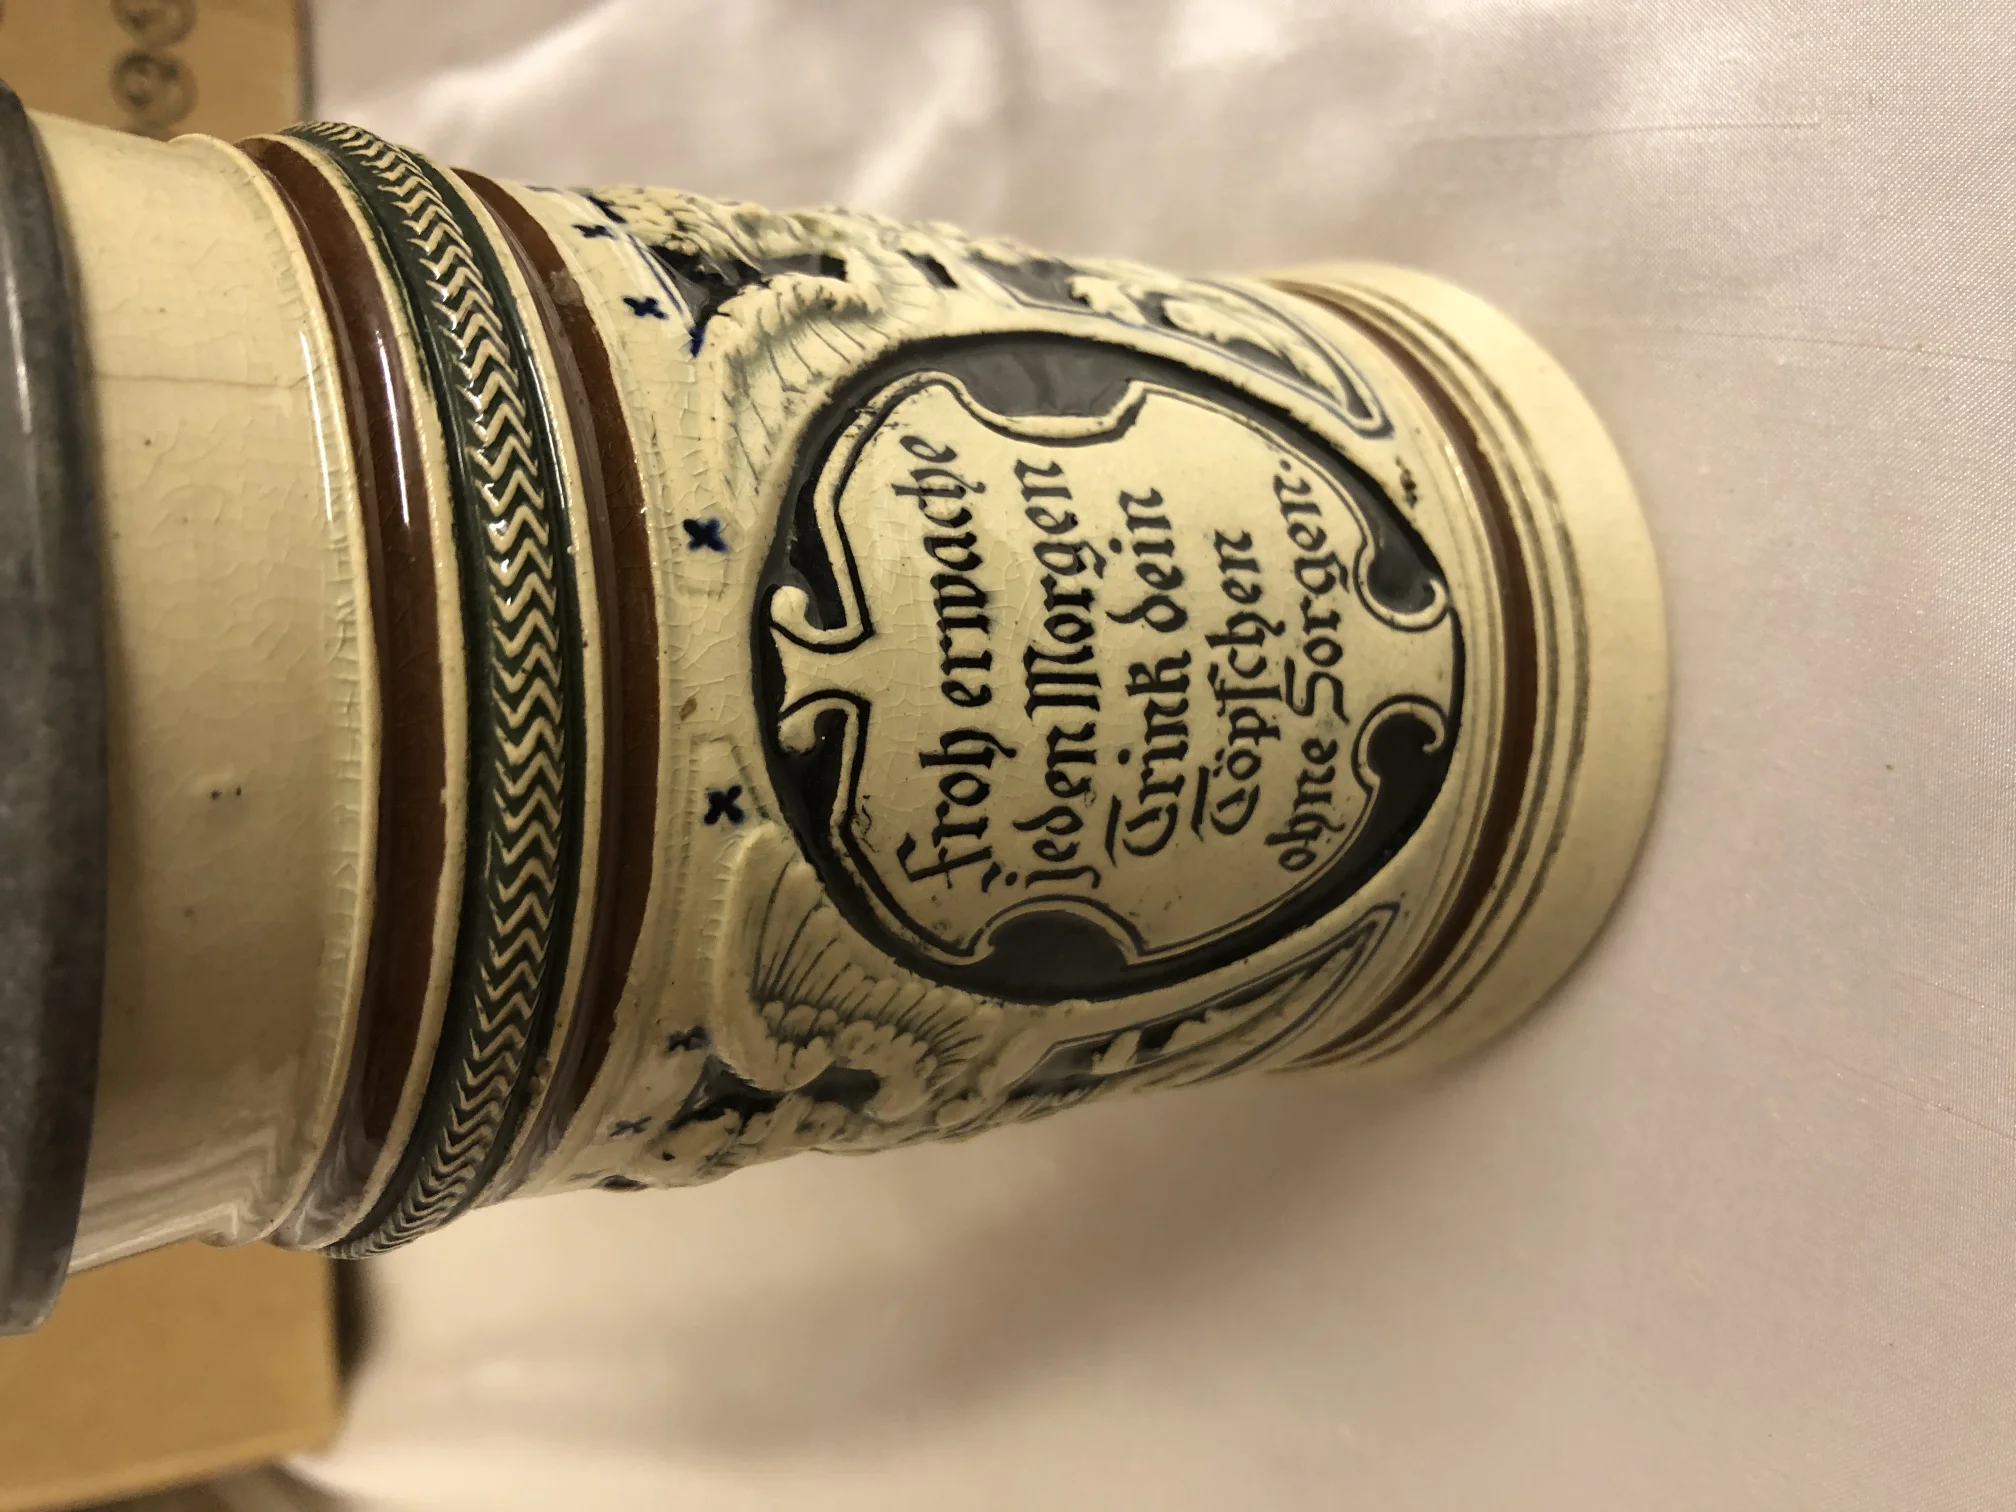 Froh erwache
jeden Morgen
Trink dein
Töpfchen
ohne Sorgen.